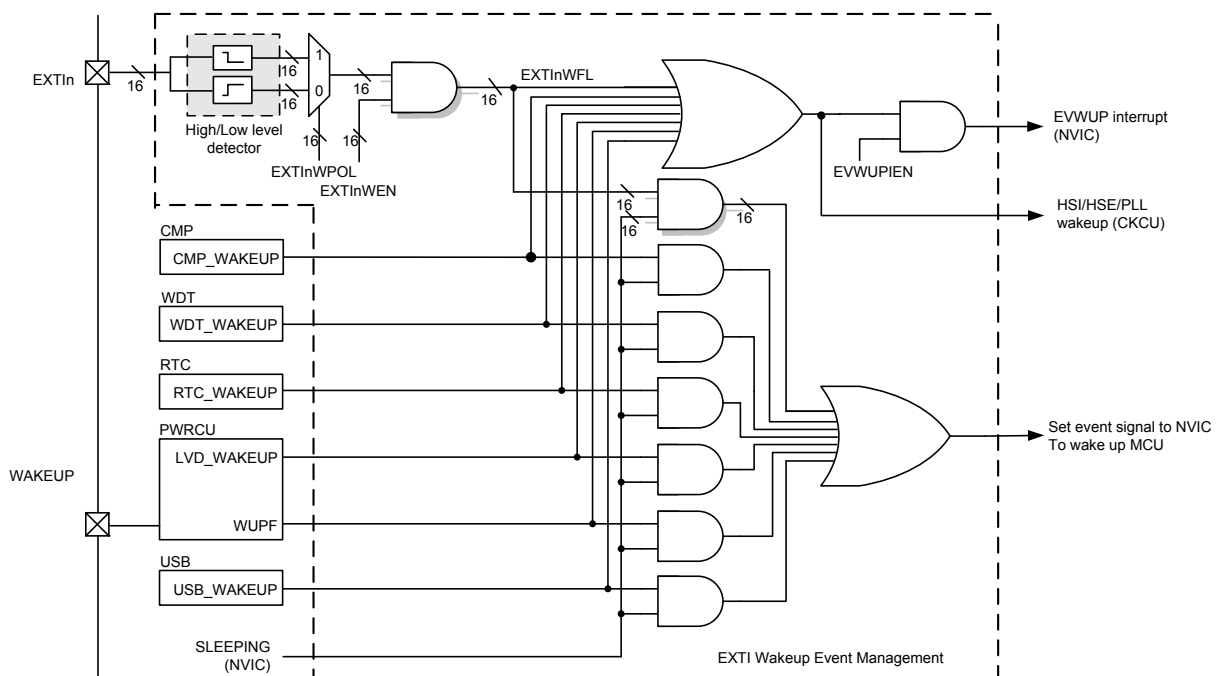 EXTIn
16
16
16
1
0
16
16
16
16
High/Low level
detector
EXTInWPOL
EXTInWEN
EXTInWFL
EVWUPIEN
EVWUP interrupt
(NVIC)
HSI/HSE/PLL
wakeup (CKCU)
16
16
16
CMP
CMP_WAKEUP
WDT
WDT_WAKEUP
RTC
RTC_WAKEUP
PWRCU
LVD_WAKEUP
WUPF
WAKEUP
USB
USB_WAKEUP
SLEEPING
(NVIC)
Set event signal to NVIC
To wake up MCU
EXTI Wakeup Event Management